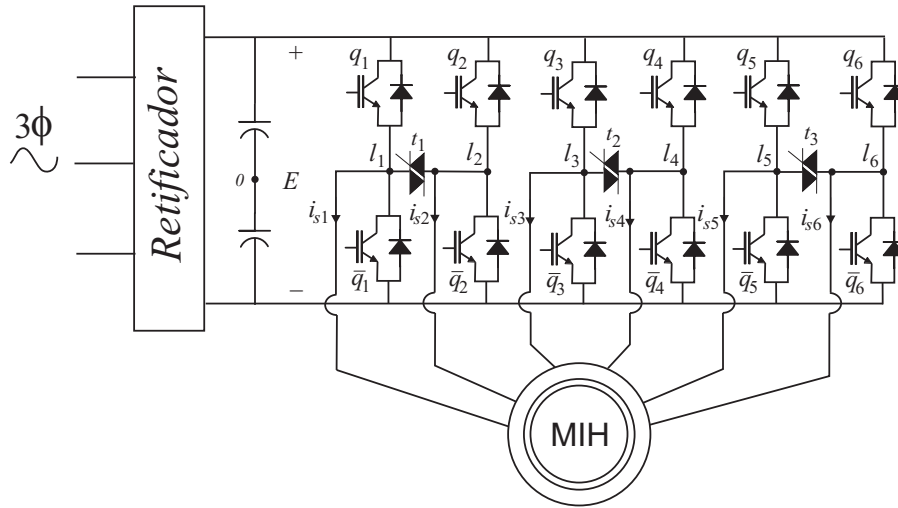 q1 q2 q3 q4 q5 q6
+
3ϕ
Retificador
l1 t1 l2 l3 t2 l4 l5 t3 l6
0 E
is1 is2 is3 is4 is5 is6
q̅1 q̅2 q̅3 q̅4 q̅5 q̅6
−
MIH